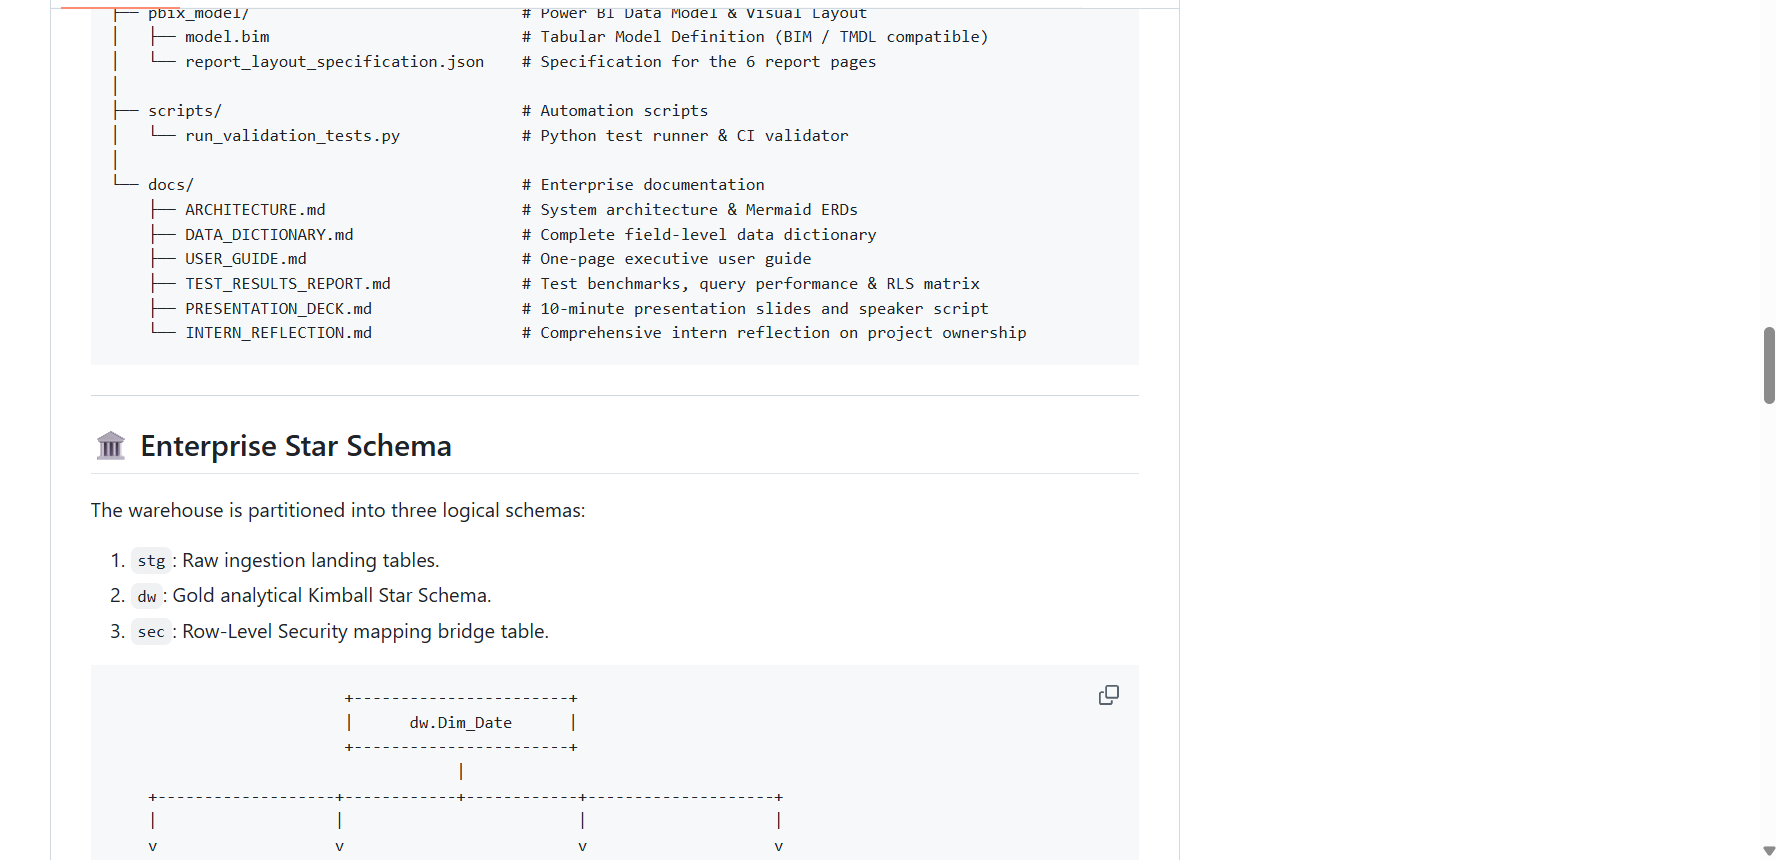 ├── pbix_model/                             # Power BI Data Model & Visual Layout
│   ├── model.bim                           # Tabular Model Definition (BIM / TMDL compatible)
│   └── report_layout_specification.json    # Specification for the 6 report pages
│
├── scripts/                                # Automation scripts
│   └── run_validation_tests.py             # Python test runner & CI validator
│
└── docs/                                   # Enterprise documentation
    ├── ARCHITECTURE.md                     # System architecture & Mermaid ERDs
    ├── DATA_DICTIONARY.md                  # Complete field-level data dictionary
    ├── USER_GUIDE.md                       # One-page executive user guide
    ├── TEST_RESULTS_REPORT.md              # Test benchmarks, query performance & RLS matrix
    ├── PRESENTATION_DECK.md                # 10-minute presentation slides and speaker script
    └── INTERN_REFLECTION.md                # Comprehensive intern reflection on project ownership
🏛️ Enterprise Star Schema
The warehouse is partitioned into three logical schemas:
1. stg : Raw ingestion landing tables.
2. dw : Gold analytical Kimball Star Schema.
3. sec : Row-Level Security mapping bridge table.
                     +-----------------------+
                     |      dw.Dim_Date      |
                     +-----------------------+
                                 |
+-------------------+------------+------------+--------------------+
|                   |                         |                    |
v                   v                         v                    v